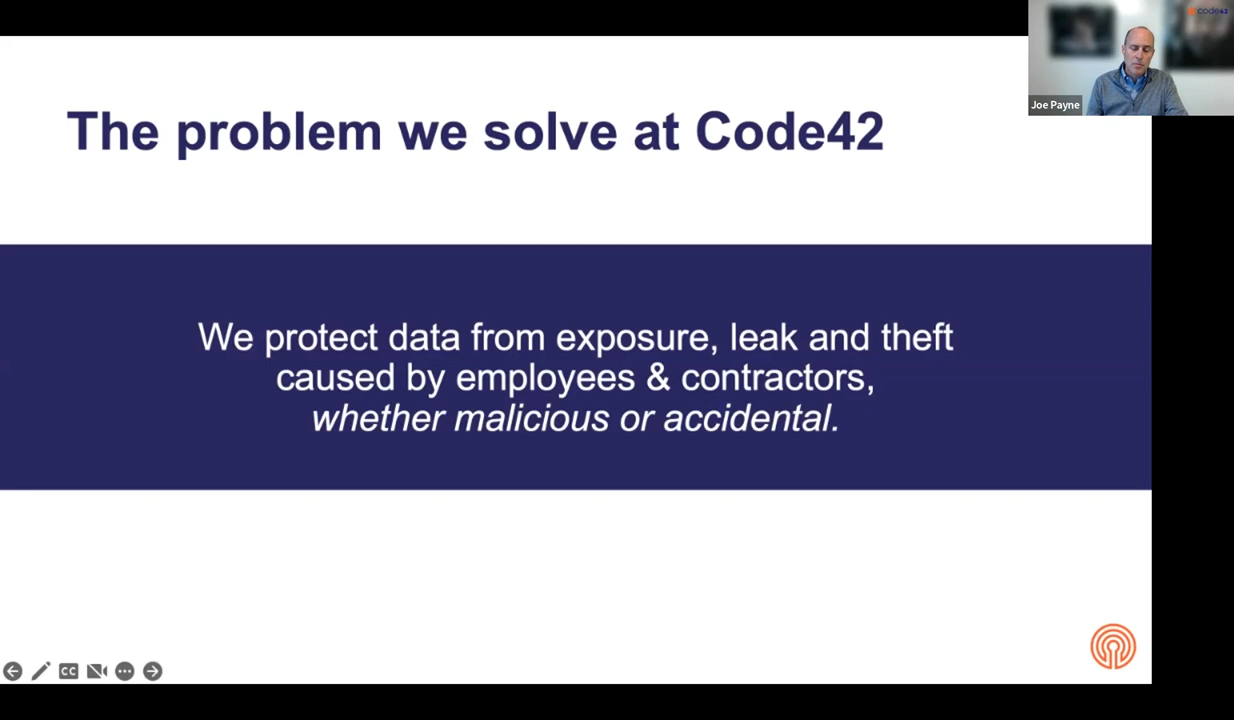 code42
Joe Payne
The problem we solve at Code42
We protect data from exposure, leak and theft
caused by employees & contractors,
whether malicious or accidental.
CC